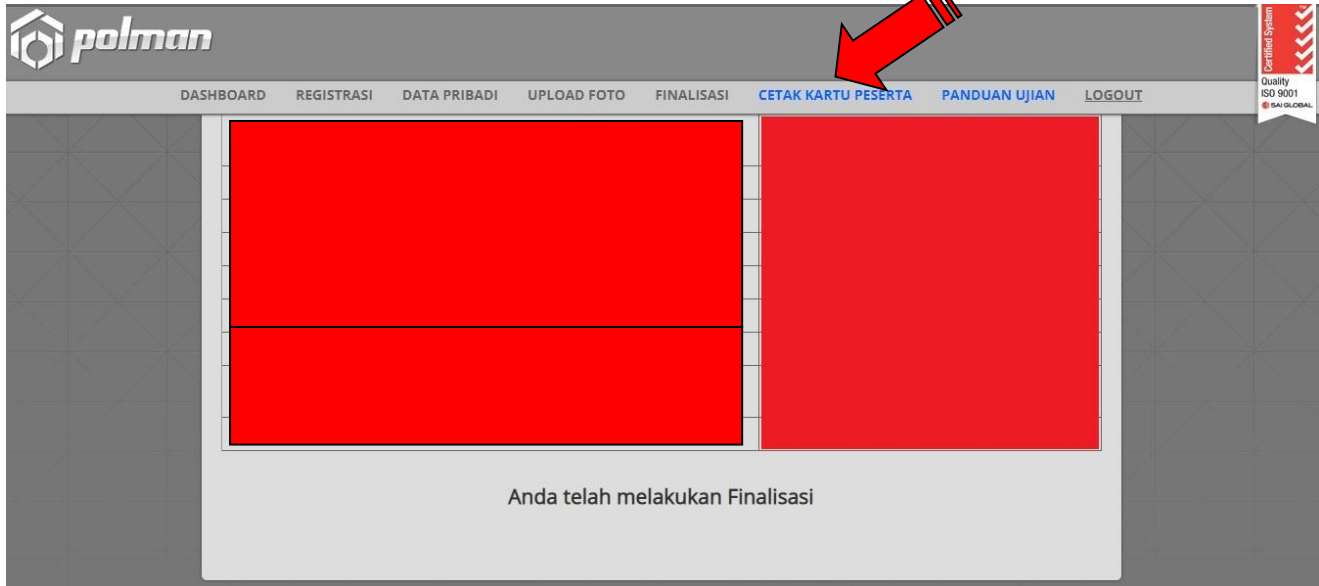 polman
Certified System
Quality
ISO 9001
SAI GLOBAL
DASHBOARD REGISTRASI DATA PRIBADI UPLOAD FOTO FINALISASI CETAK KARTU PESERTA PANDUAN UJIAN LOGOUT
Anda telah melakukan Finalisasi